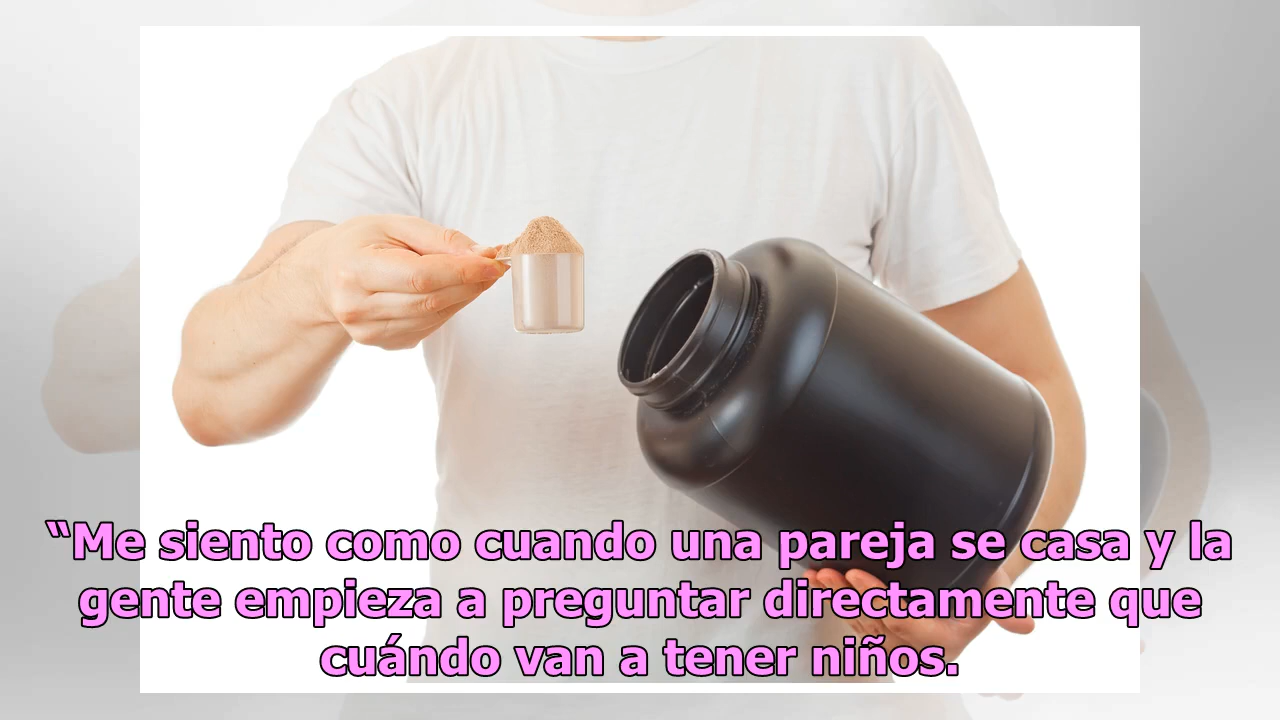 “Me siento como cuando una pareja se casa y la
gente empieza a preguntar directamente que
cuándo van a tener niños.